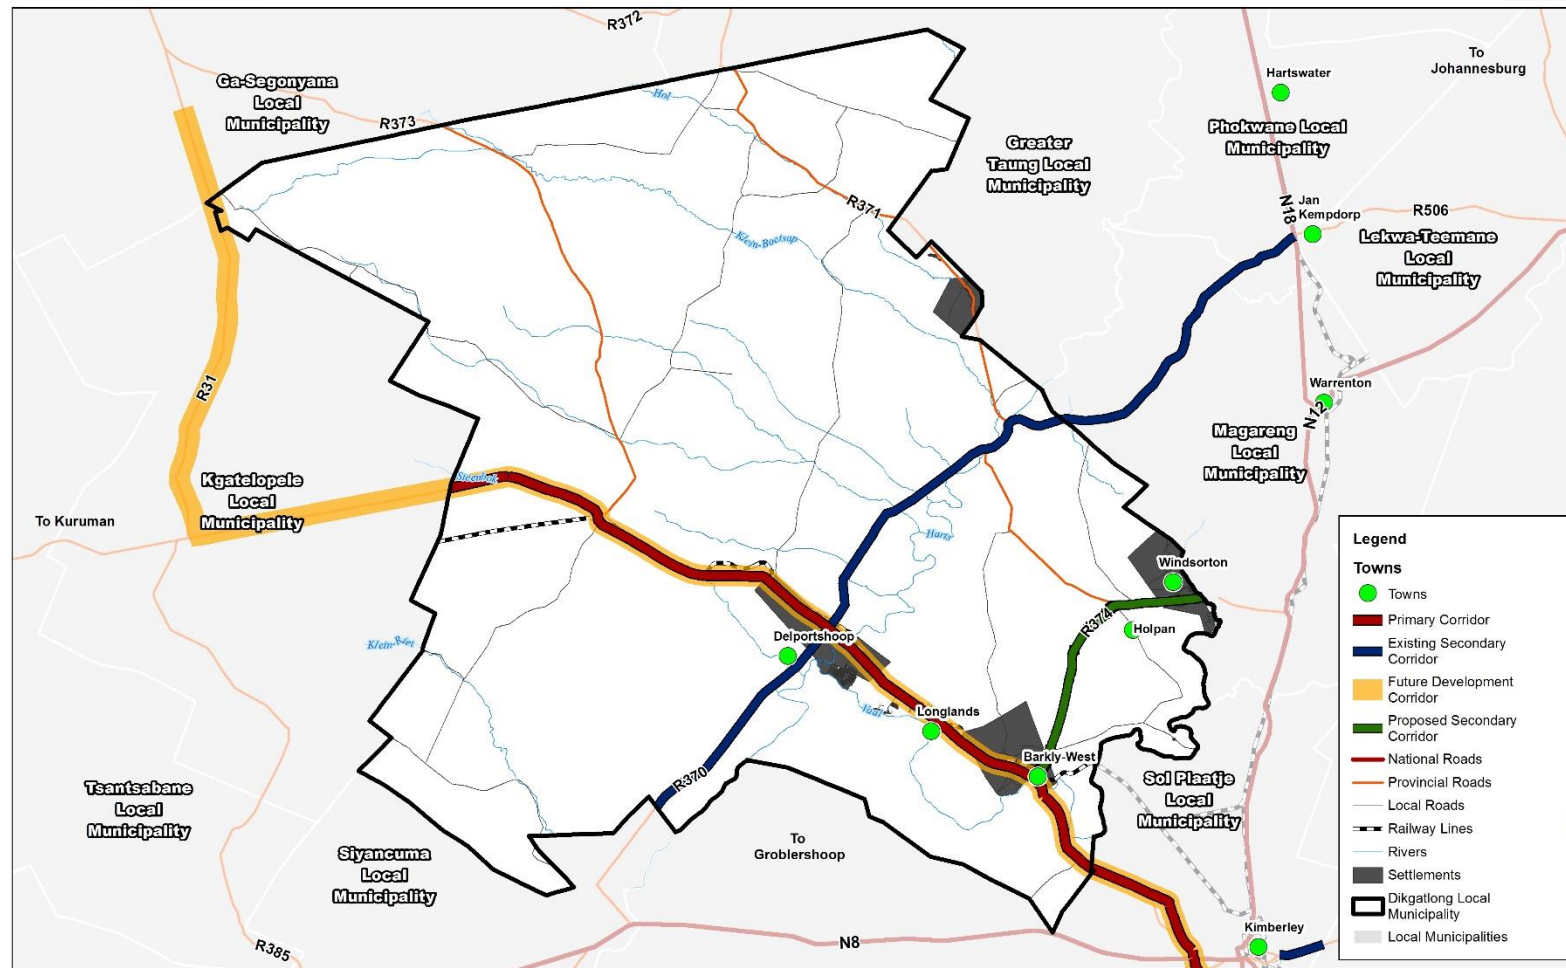 R372
To
Johannesburg
Hartswater
Ga-Segonyana
Local
Municipality
Hol
R373
Phokwane Local
Municipality
Greater
Taung Local
Municipality
Jan
Kempdorp
N18
R506
R371
Klein-Boetsap
Lekwa-Teemane
Local
Municipality
R31
Warrenton
N12
Magareng
Local
Municipality
Kgatelopele
Local
Municipality
Steenbok
To Kuruman
Harts
Windsorton
R374
Holpan
Klein-Riet
Delportshoop
Vaal
Longlands
Barkly-West
R370
Sol Plaatje
Local
Municipality
Tsantsabane
Local
Municipality
To
Groblershoop
Siyancuma
Local
Municipality
R385
N8
Kimberley
Legend
Towns
Towns
Primary Corridor
Existing Secondary
Corridor
Future Development
Corridor
Proposed Secondary
Corridor
National Roads
Provincial Roads
Local Roads
Railway Lines
Rivers
Settlements
Dikgatlong Local
Municipality
Local Municipalities